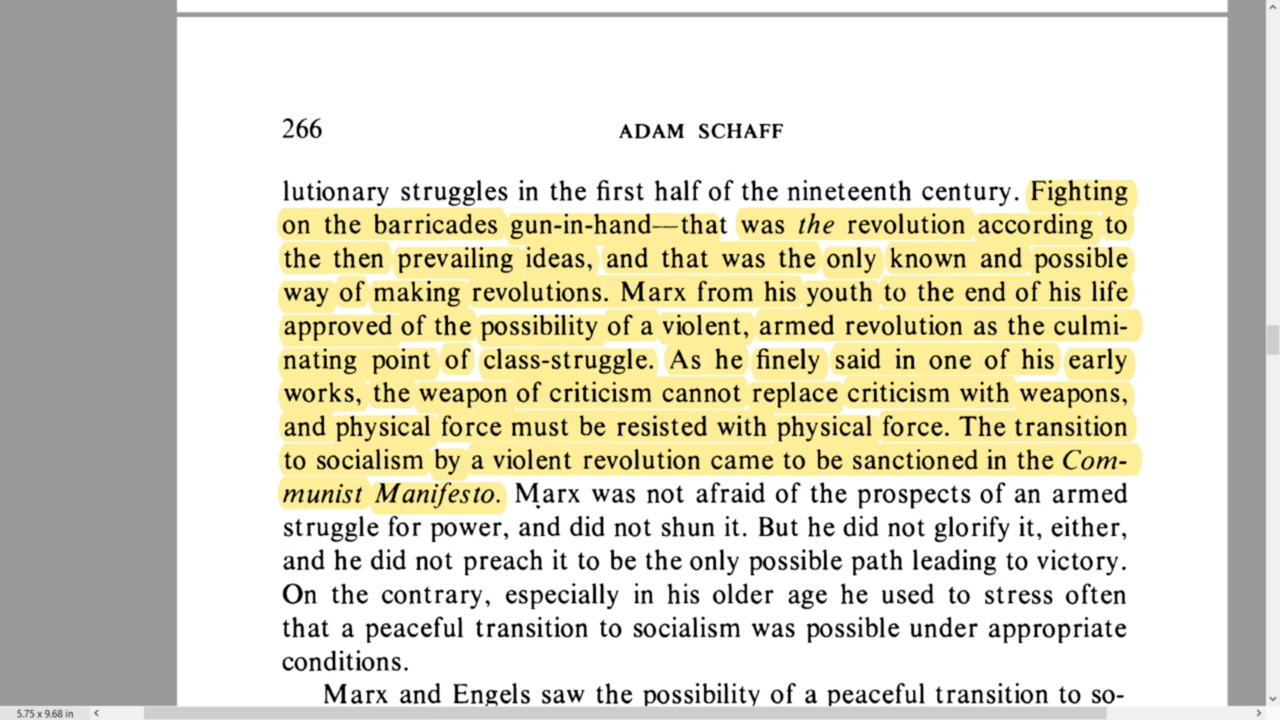 266
ADAM SCHAFF
lutionary struggles in the first half of the nineteenth century. Fighting
on the barricades gun-in-hand—that was the revolution according to
the then prevailing ideas, and that was the only known and possible
way of making revolutions. Marx from his youth to the end of his life
approved of the possibility of a violent, armed revolution as the culmi-
nating point of class-struggle. As he finely said in one of his early
works, the weapon of criticism cannot replace criticism with weapons,
and physical force must be resisted with physical force. The transition
to socialism by a violent revolution came to be sanctioned in the Com-
munist Manifesto. Marx was not afraid of the prospects of an armed
struggle for power, and did not shun it. But he did not glorify it, either,
and he did not preach it to be the only possible path leading to victory.
On the contrary, especially in his older age he used to stress often
that a peaceful transition to socialism was possible under appropriate
conditions.
Marx and Engels saw the possibility of a peaceful transition to so-
5.75 x 9.68 in